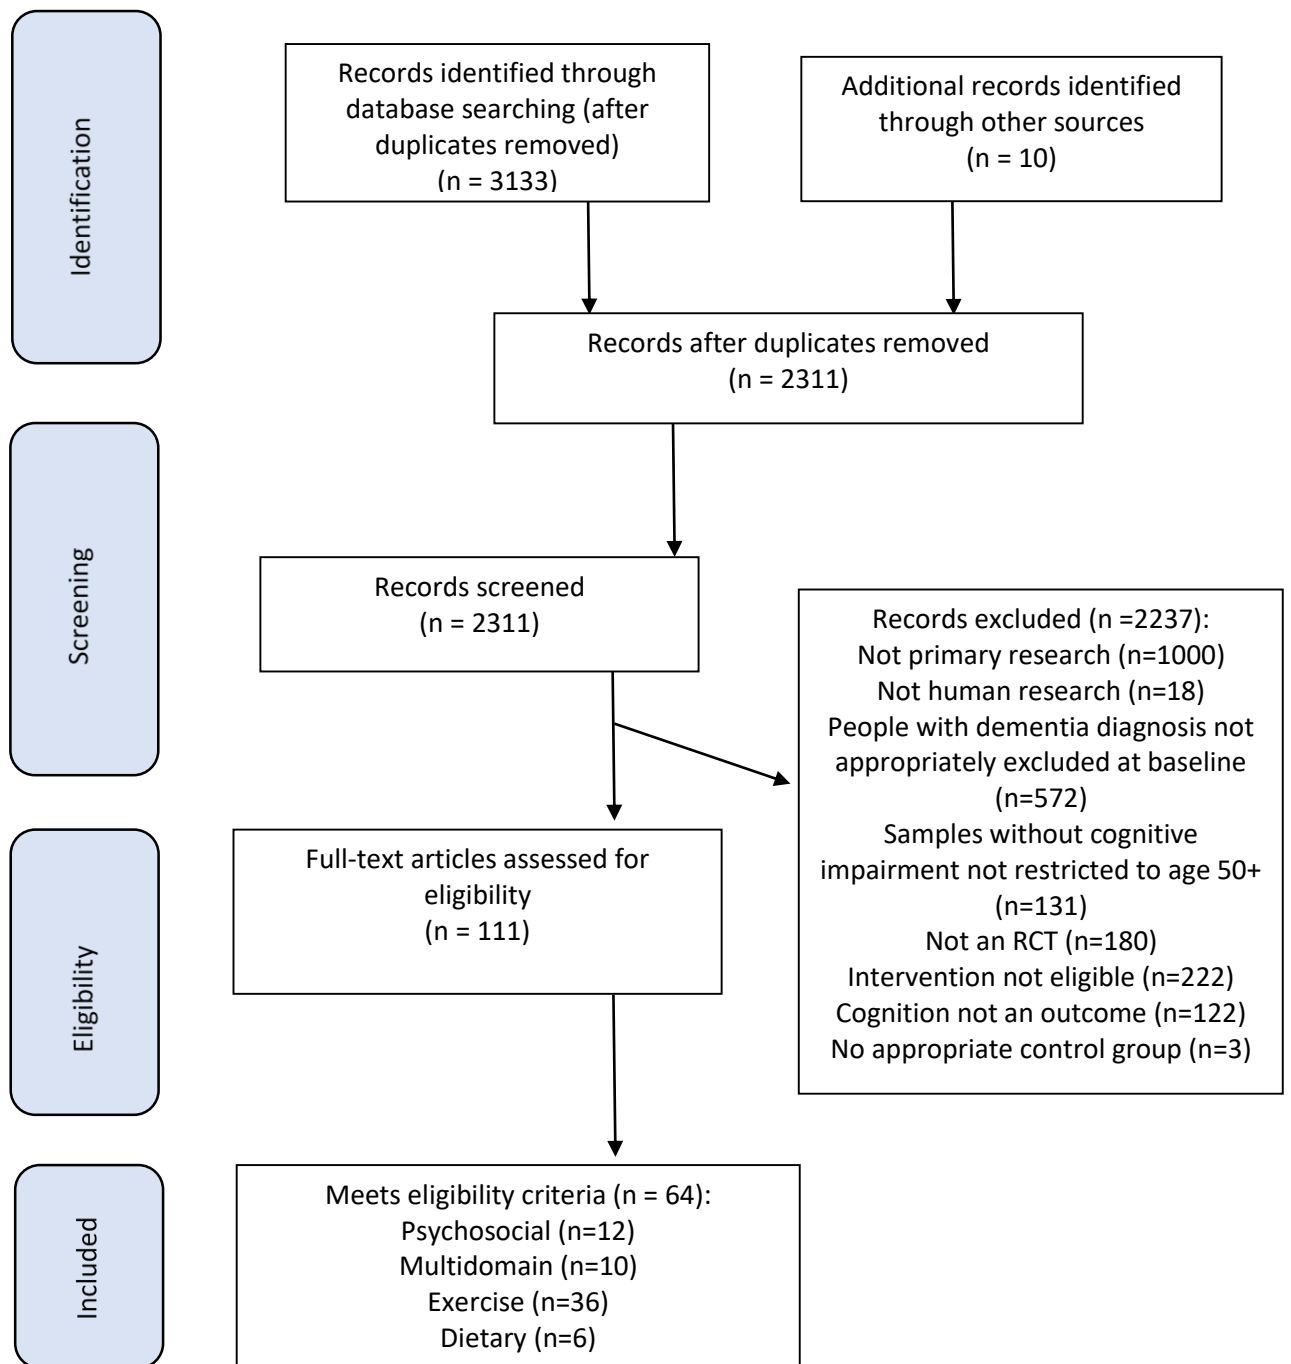 Identification
Records identified through
database searching (after
duplicates removed)
(n = 3133)
Additional records identified
through other sources
(n = 10)
Records after duplicates removed
(n = 2311)
Screening
Records screened
(n = 2311)
Records excluded (n =2237):
Not primary research (n=1000)
Not human research (n=18)
People with dementia diagnosis not
appropriately excluded at baseline
(n=572)
Samples without cognitive
impairment not restricted to age 50+
(n=131)
Not an RCT (n=180)
Intervention not eligible (n=222)
Cognition not an outcome (n=122)
No appropriate control group (n=3)
Eligibility
Full-text articles assessed for
eligibility
(n = 111)
Included
Meets eligibility criteria (n = 64):
Psychosocial (n=12)
Multidomain (n=10)
Exercise (n=36)
Dietary (n=6)